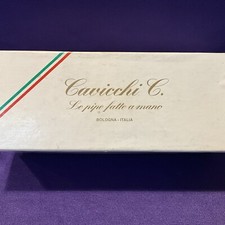 Cavicchi C.
Le pipe fatte a mano
BOLOGNA - ITALIA